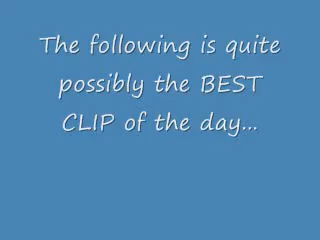 The following is quite
possibly the BEST
CLIP of the day...